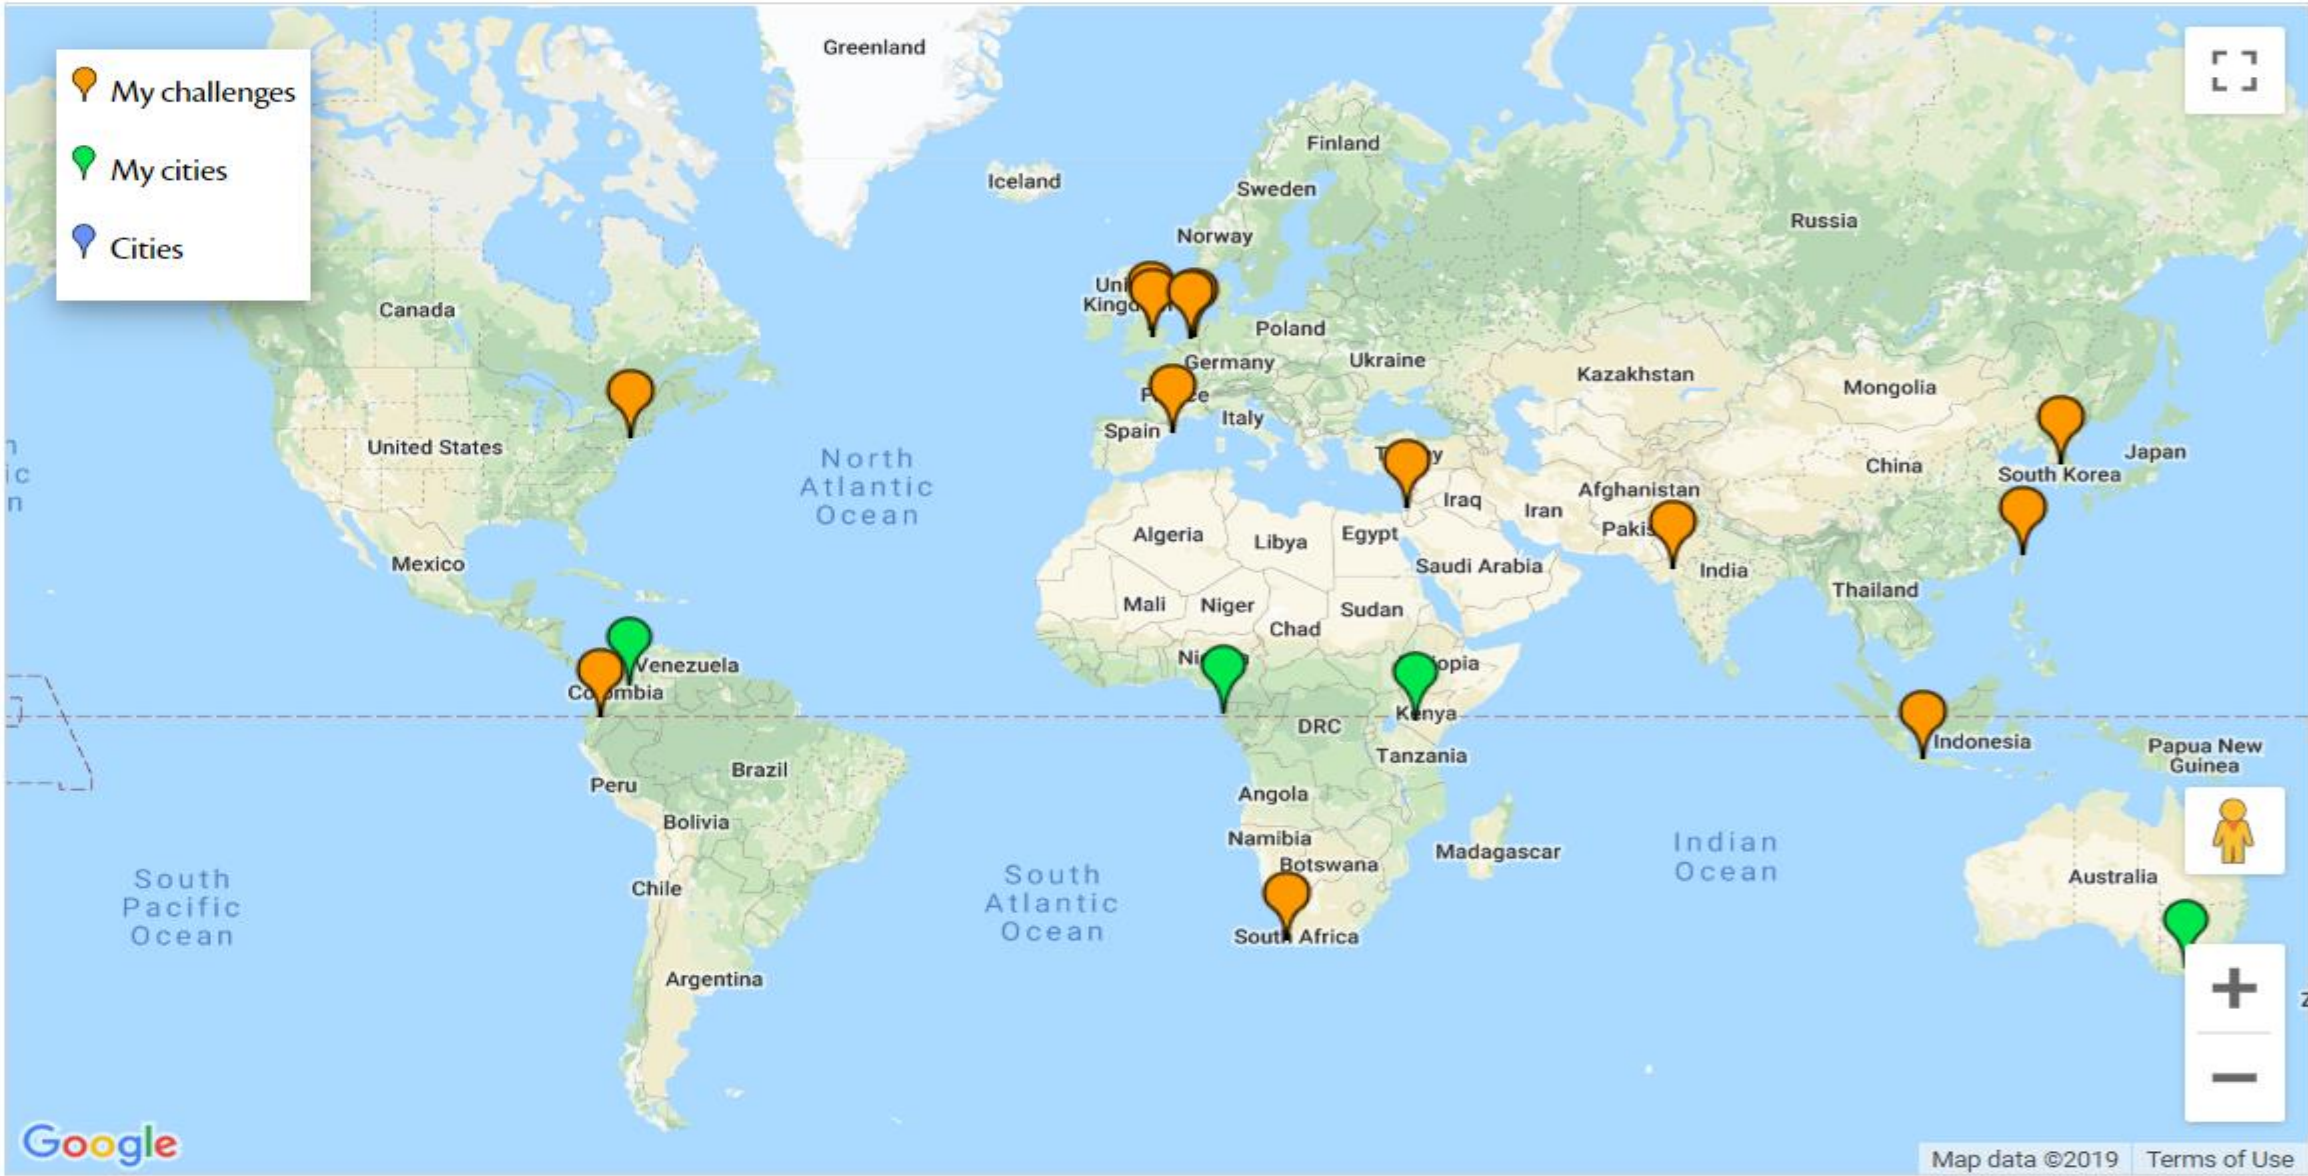 My challenges
My cities
Cities
Greenland
Iceland
Finland
Sweden
Norway
Russia
Canada
Poland
Germany
Ukraine
Kazakhstan
Mongolia
Italy
Spain
United States
Japan
China
South Korea
North
Atlantic
Ocean
Afghanistan
Iraq
Iran
Algeria
Libya
Egypt
Saudi Arabia
India
Mexico
Thailand
Mali
Niger
Sudan
Chad
Venezuela
Kenya
DRC
Tanzania
Indonesia
Papua New
Guinea
Brazil
Peru
Angola
Bolivia
Namibia
Botswana
Madagascar
Indian
Ocean
Australia
Chile
South
Pacific
Ocean
South
Atlantic
Ocean
South Africa
Argentina
Google
Map data ©2019
Terms of Use